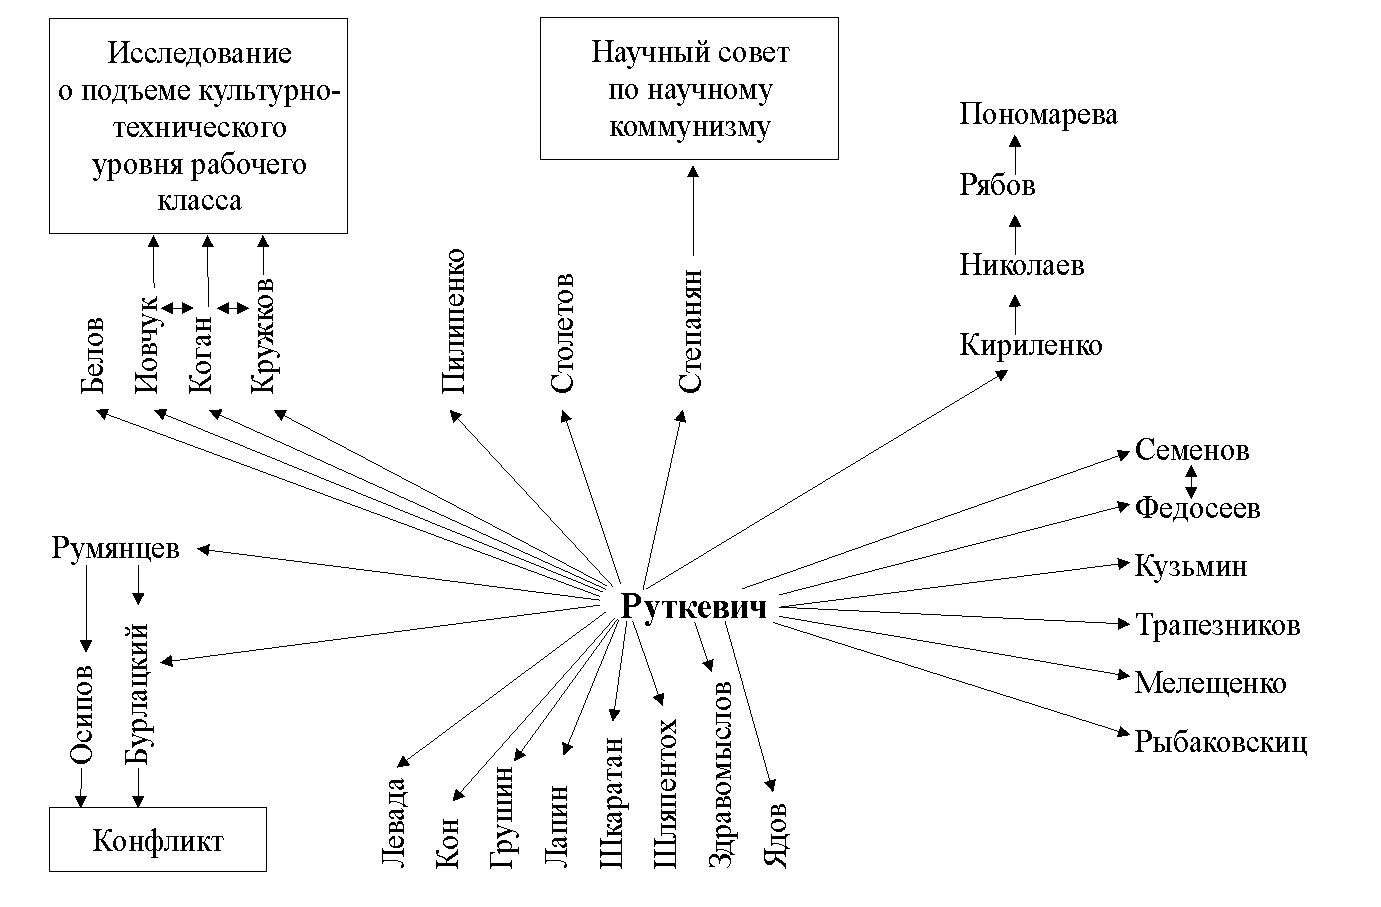 Исследование
о подъеме культурно-
технического
уровня рабочего
класса
Научный совет
по научному
коммунизму
Пономарева
Рябов
Николаев
Кириленко
Белов
Иовчук
Коган
Кружков
Пилипенко
Столетов
Степанян
Семенов
Федосеев
Кузьмин
Трапезников
Мелещенко
Рыбаковскиц
Румянцев
Руткевич
Осипов
Бурлацкий
Конфликт
Левада
Кон
Грушин
Лапин
Шкаратан
Шляпентох
Здравомыслов
Ядов